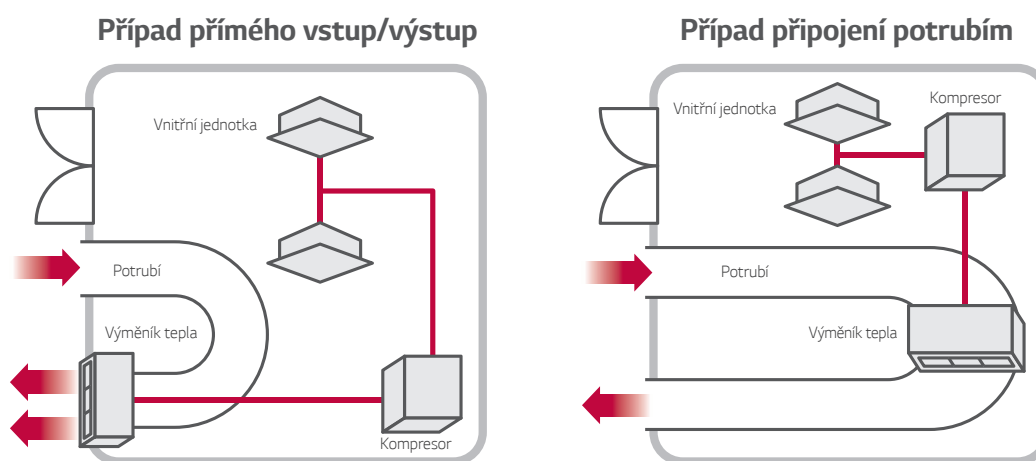 Případ přímého vstup/výstup
Vnitřní jednotka
Potrubí
Výměník tepla
Kompresor
Případ připojení potrubím
Kompresor
Vnitřní jednotka
Potrubí
Výměník tepla